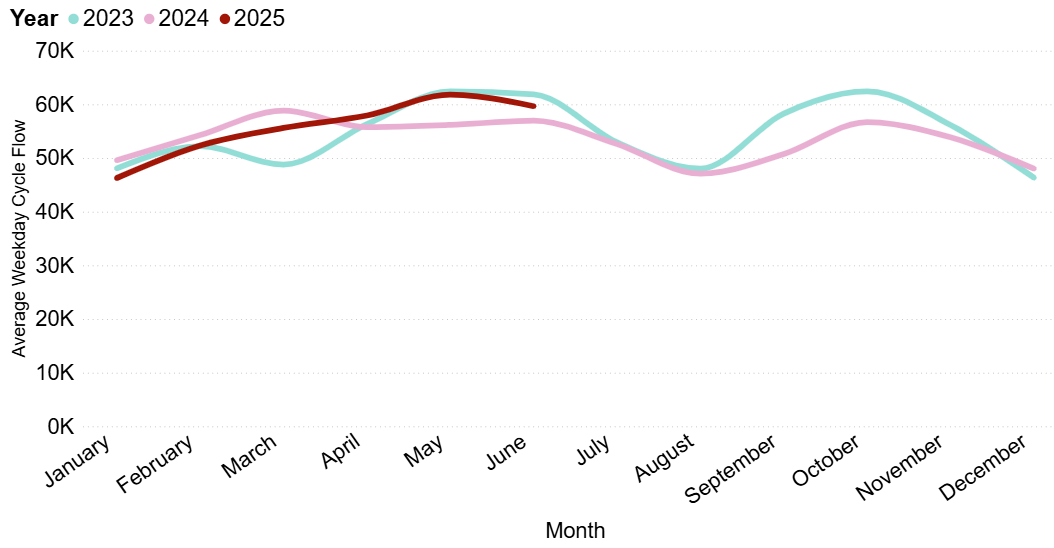 Year 2023 2024 2025
70K
60K
50K
40K
30K
20K
10K
0K
Average Weekday Cycle Flow
January
February
March
April
May
June
July
August
September
October
November
December
Month